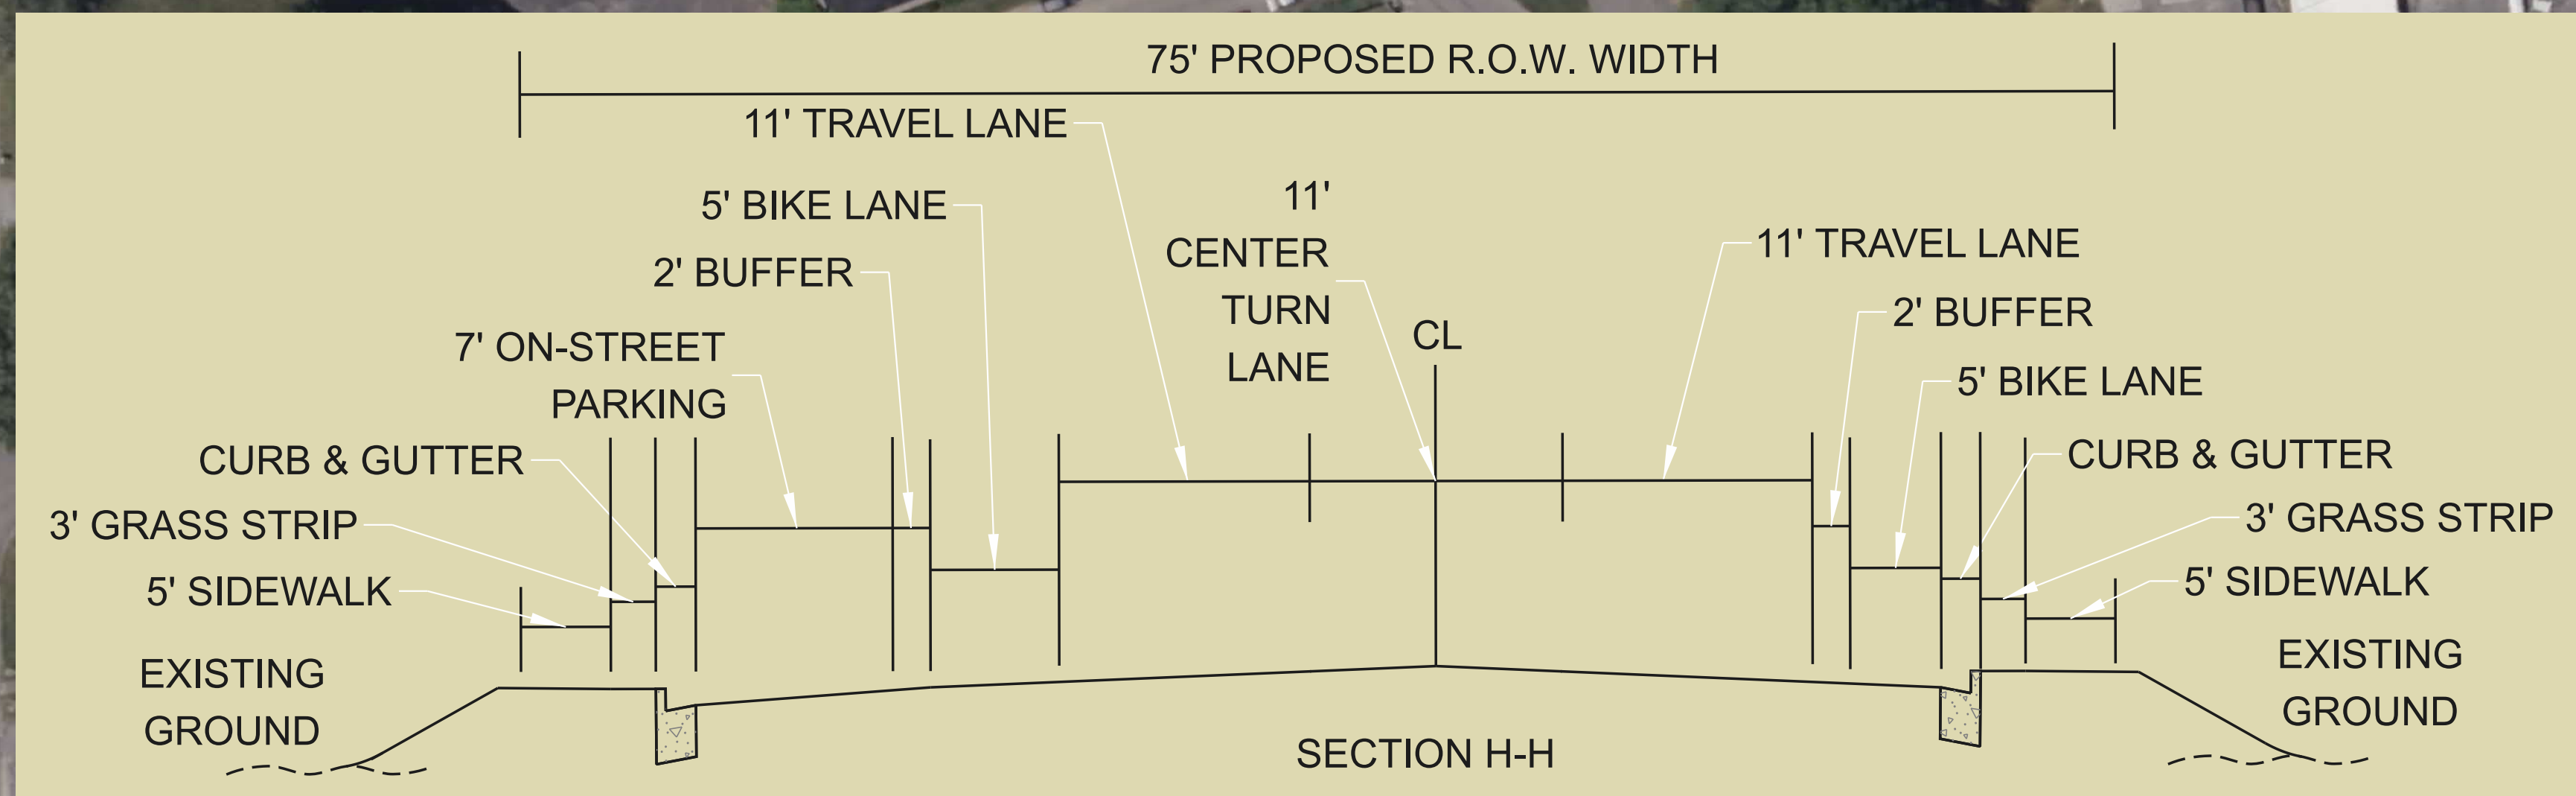 75' PROPOSED R.O.W. WIDTH
11' TRAVEL LANE
5' BIKE LANE
2' BUFFER
7' ON-STREET
PARKING
CURB & GUTTER
3' GRASS STRIP
5' SIDEWALK
EXISTING
GROUND
11'
CENTER
TURN
LANE
CL
11' TRAVEL LANE
2' BUFFER
5' BIKE LANE
CURB & GUTTER
3' GRASS STRIP
5' SIDEWALK
EXISTING
GROUND
SECTION H-H